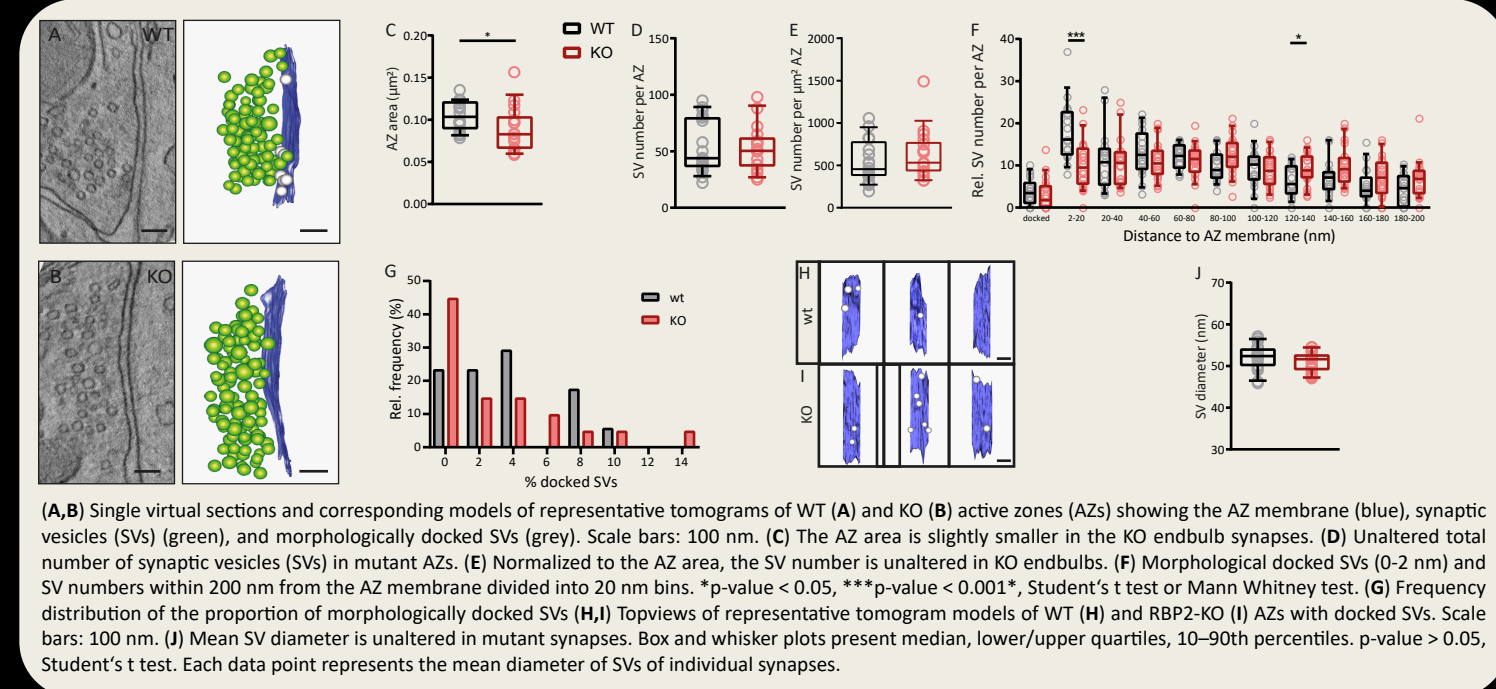 A WT
B KO
C
AZ area (µm²)
0.20
0.15
0.10
0.05
0.00
*
WT
KO
D
SV number per AZ
150
100
50
0
E
SV number per µm² AZ
2000
1500
1000
500
0
F
Rel. SV number per AZ
40
30
20
10
0
*** *
docked 2-20 20-40 40-60 60-80 80-100 100-120 120-140 140-160 160-180 180-200
Distance to AZ membrane (nm)
G
Rel. frequency (%)
50
40
30
20
10
0
wt
KO
0 2 4 6 8 10 12 14
% docked SVs
H
wt
I
KO
J
SV diameter (nm)
70
60
50
40
30
(A,B) Single virtual sections and corresponding models of representative tomograms of WT (A) and KO (B) active zones (AZs) showing the AZ membrane (blue), synaptic
vesicles (SVs) (green), and morphologically docked SVs (grey). Scale bars: 100 nm. (C) The AZ area is slightly smaller in the KO endbulb synapses. (D) Unaltered total
number of synaptic vesicles (SVs) in mutant AZs. (E) Normalized to the AZ area, the SV number is unaltered in KO endbulbs. (F) Morphological docked SVs (0-2 nm) and
SV numbers within 200 nm from the AZ membrane divided into 20 nm bins. *p-value < 0.05, ***p-value < 0.001*, Student‘s t test or Mann Whitney test. (G) Frequency
distribution of the proportion of morphologically docked SVs (H,I) Topviews of representative tomogram models of WT (H) and RBP2-KO (I) AZs with docked SVs. Scale
bars: 100 nm. (J) Mean SV diameter is unaltered in mutant synapses. Box and whisker plots present median, lower/upper quartiles, 10–90th percentiles. p-value > 0.05,
Student‘s t test. Each data point represents the mean diameter of SVs of individual synapses.